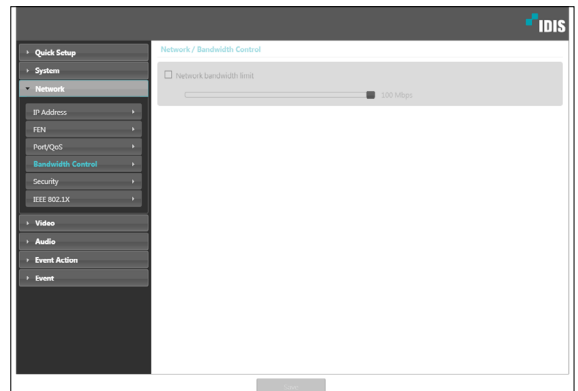 IDIS
Quick Setup
System
Network
IP Address
FEN
Port/QoS
Bandwidth Control
Security
IEEE 802.1X
Video
Audio
Event Action
Event
Network / Bandwidth Control
Network bandwidth limit
100 Mbps